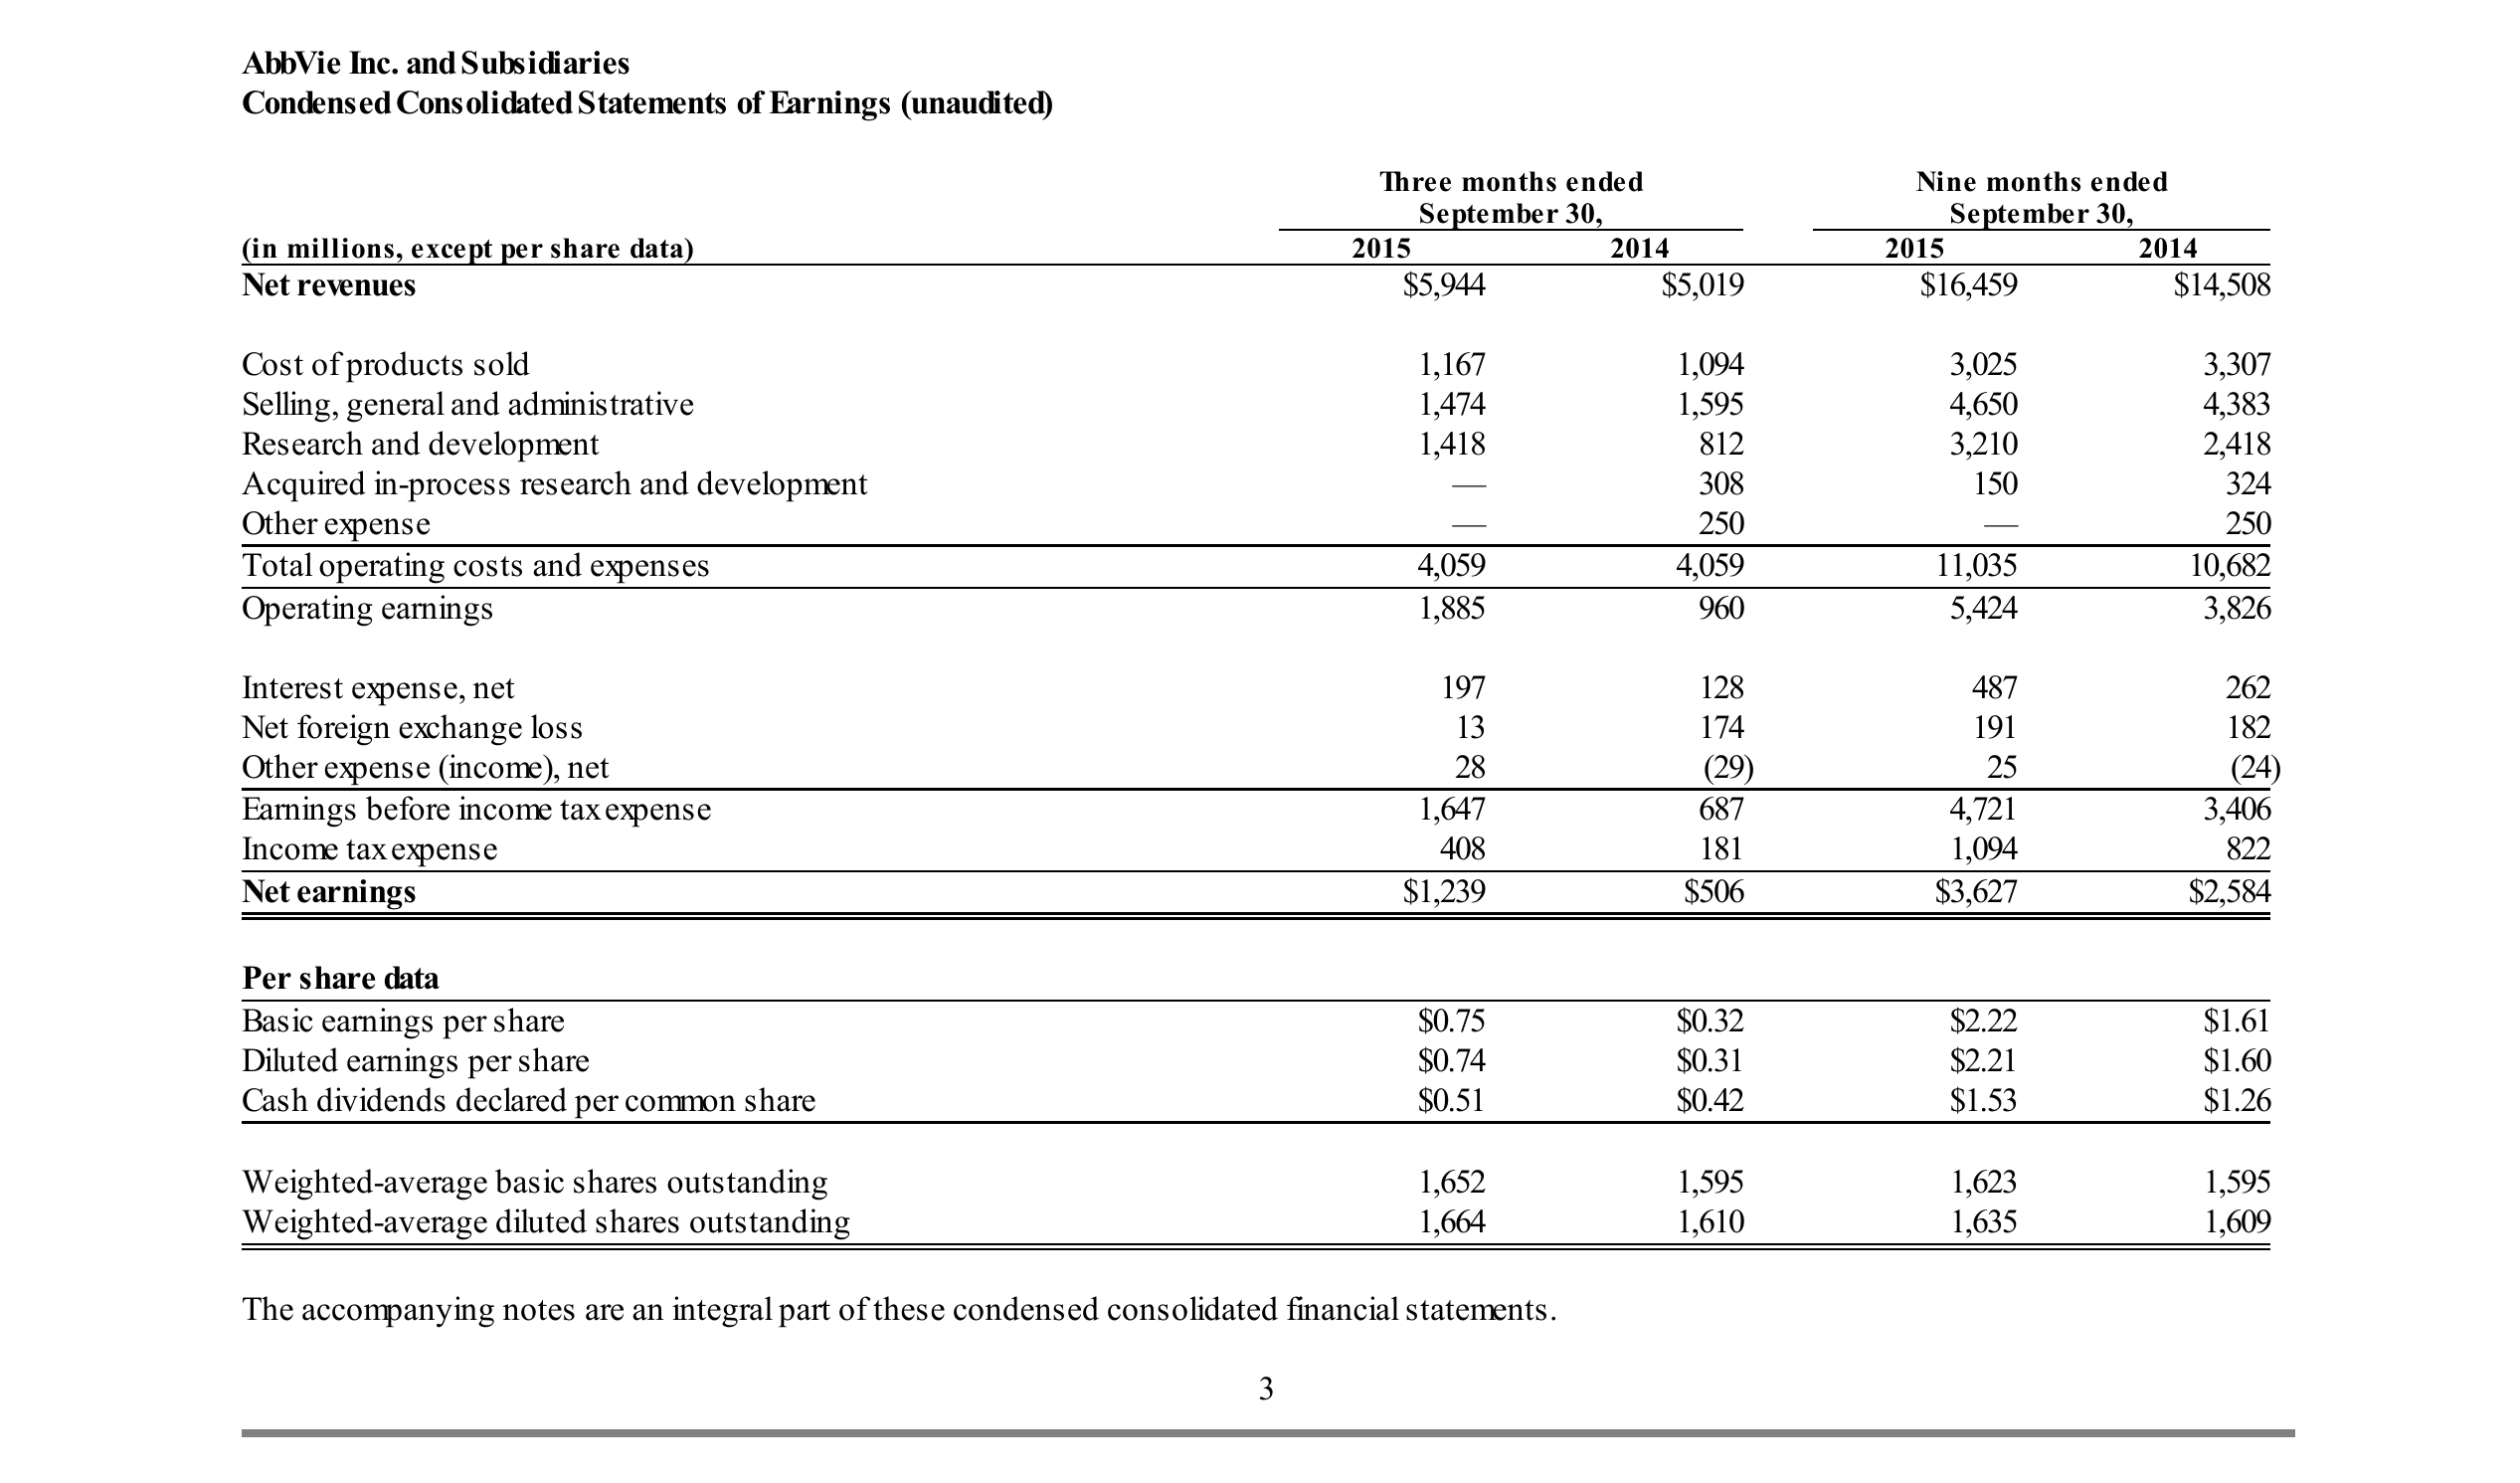 AbbVie Inc. and Subsidiaries
Condensed Consolidated Statements of Earnings (unaudited)
Three months ended Nine months ended
September 30, September 30,
(in millions, except per share data) 2015 2014 2015 2014
Net revenues $5,944 $5,019 $16,459 $14,508
Cost of products sold 1,167 1,094 3,025 3,307
Selling, general and administrative 1,474 1,595 4,650 4,383
Research and development 1,418 812 3,210 2,418
Acquired in-process research and development — 308 150 324
Other expense — 250 — 250
Total operating costs and expenses 4,059 4,059 11,035 10,682
Operating earnings 1,885 960 5,424 3,826
Interest expense, net 197 128 487 262
Net foreign exchange loss 13 174 191 182
Other expense (income), net 28 (29) 25 (24)
Earnings before income tax expense 1,647 687 4,721 3,406
Income tax expense 408 181 1,094 822
Net earnings $1,239 $506 $3,627 $2,584
Per share data
Basic earnings per share $0.75 $0.32 $2.22 $1.61
Diluted earnings per share $0.74 $0.31 $2.21 $1.60
Cash dividends declared per common share $0.51 $0.42 $1.53 $1.26
Weighted-average basic shares outstanding 1,652 1,595 1,623 1,595
Weighted-average diluted shares outstanding 1,664 1,610 1,635 1,609
The accompanying notes are an integral part of these condensed consolidated financial statements.
3